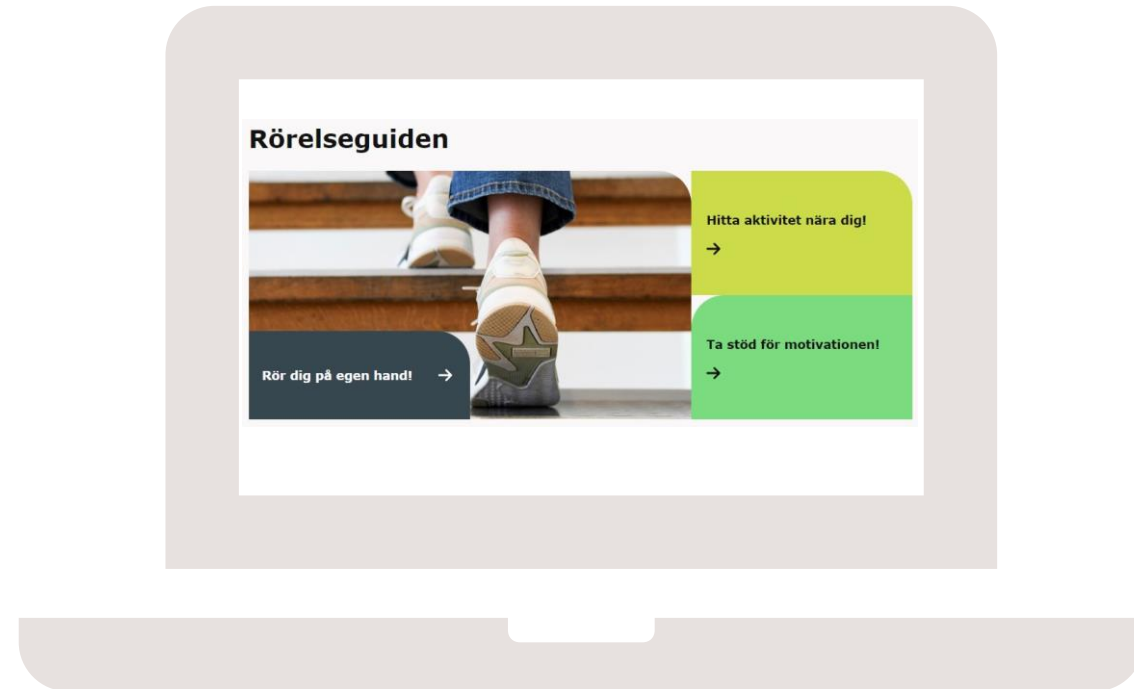 Rörelseguiden
Hitta aktivitet nära dig!
→
Ta stöd för motivationen!
→
Rör dig på egen hand! →